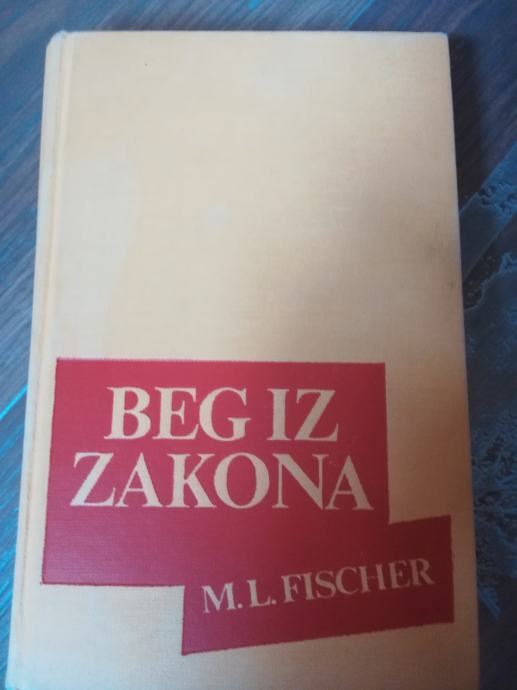 BEG IZ
ZAKONA
M. L. FISCHER